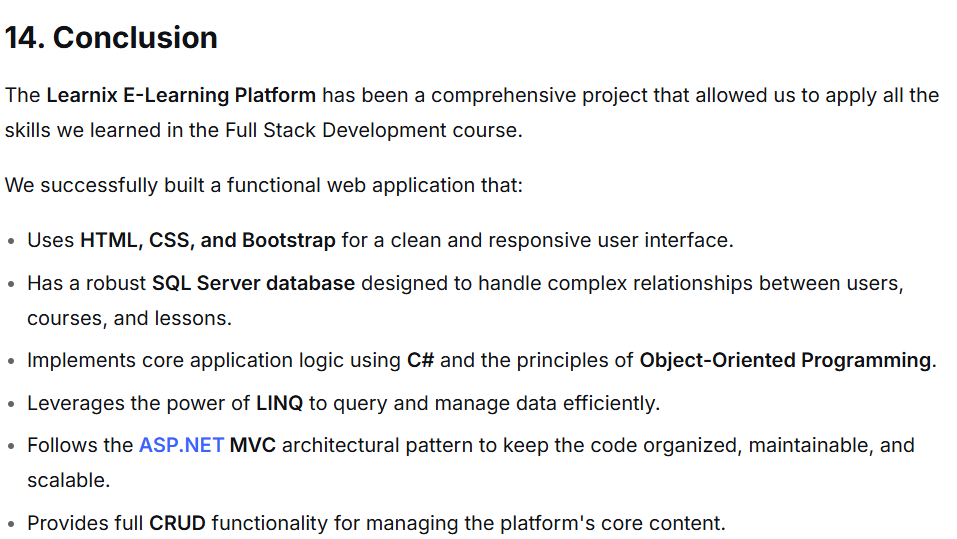 14. Conclusion
The Learnix E-Learning Platform has been a comprehensive project that allowed us to apply all the
skills we learned in the Full Stack Development course.
We successfully built a functional web application that:
• Uses HTML, CSS, and Bootstrap for a clean and responsive user interface.
• Has a robust SQL Server database designed to handle complex relationships between users,
courses, and lessons.
• Implements core application logic using C# and the principles of Object-Oriented Programming.
• Leverages the power of LINQ to query and manage data efficiently.
• Follows the ASP.NET MVC architectural pattern to keep the code organized, maintainable, and
scalable.
• Provides full CRUD functionality for managing the platform's core content.